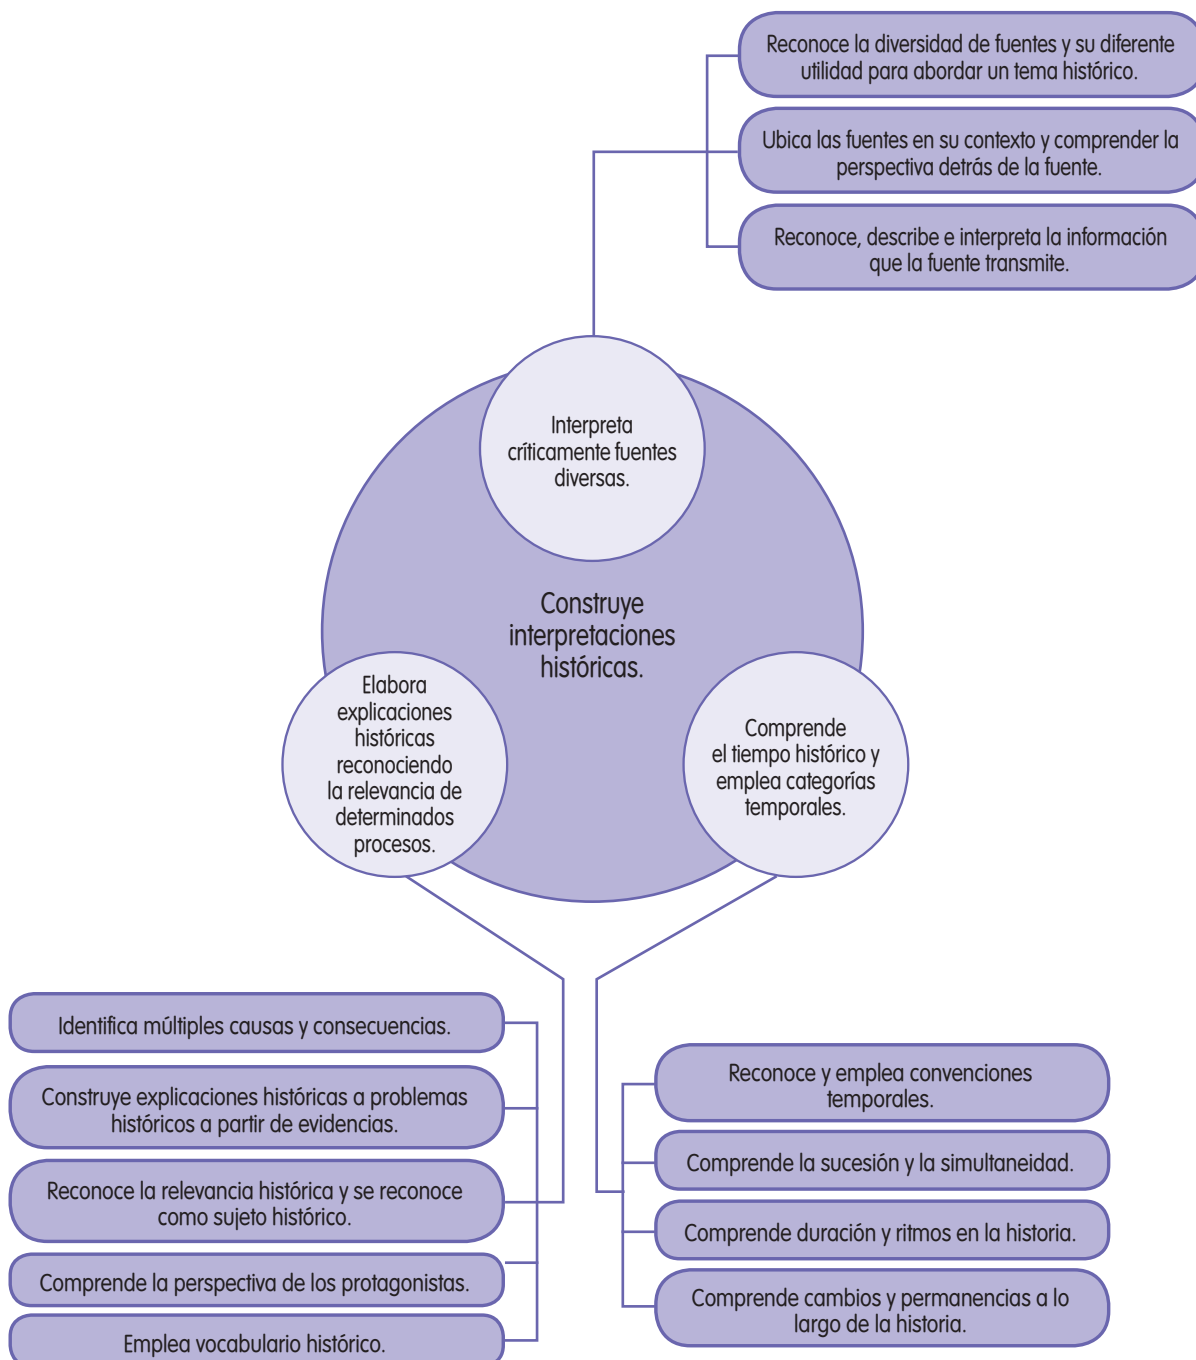 Reconoce la diversidad de fuentes y su diferente
utilidad para abordar un tema histórico.
Ubica las fuentes en su contexto y comprender la
perspectiva detrás de la fuente.
Reconoce, describe e interpreta la información
que la fuente transmite.
Interpreta
críticamente fuentes
diversas.
Construye
interpretaciones
históricas.
Elabora
explicaciones
históricas
reconociendo
la relevancia de
determinados
procesos.
Comprende
el tiempo histórico y
emplea categorías
temporales.
Identifica múltiples causas y consecuencias.
Construye explicaciones históricas a problemas
históricos a partir de evidencias.
Reconoce la relevancia histórica y se reconoce
como sujeto histórico.
Comprende la perspectiva de los protagonistas.
Emplea vocabulario histórico.
Reconoce y emplea convenciones
temporales.
Comprende la sucesión y la simultaneidad.
Comprende duración y ritmos en la historia.
Comprende cambios y permanencias a lo
largo de la historia.